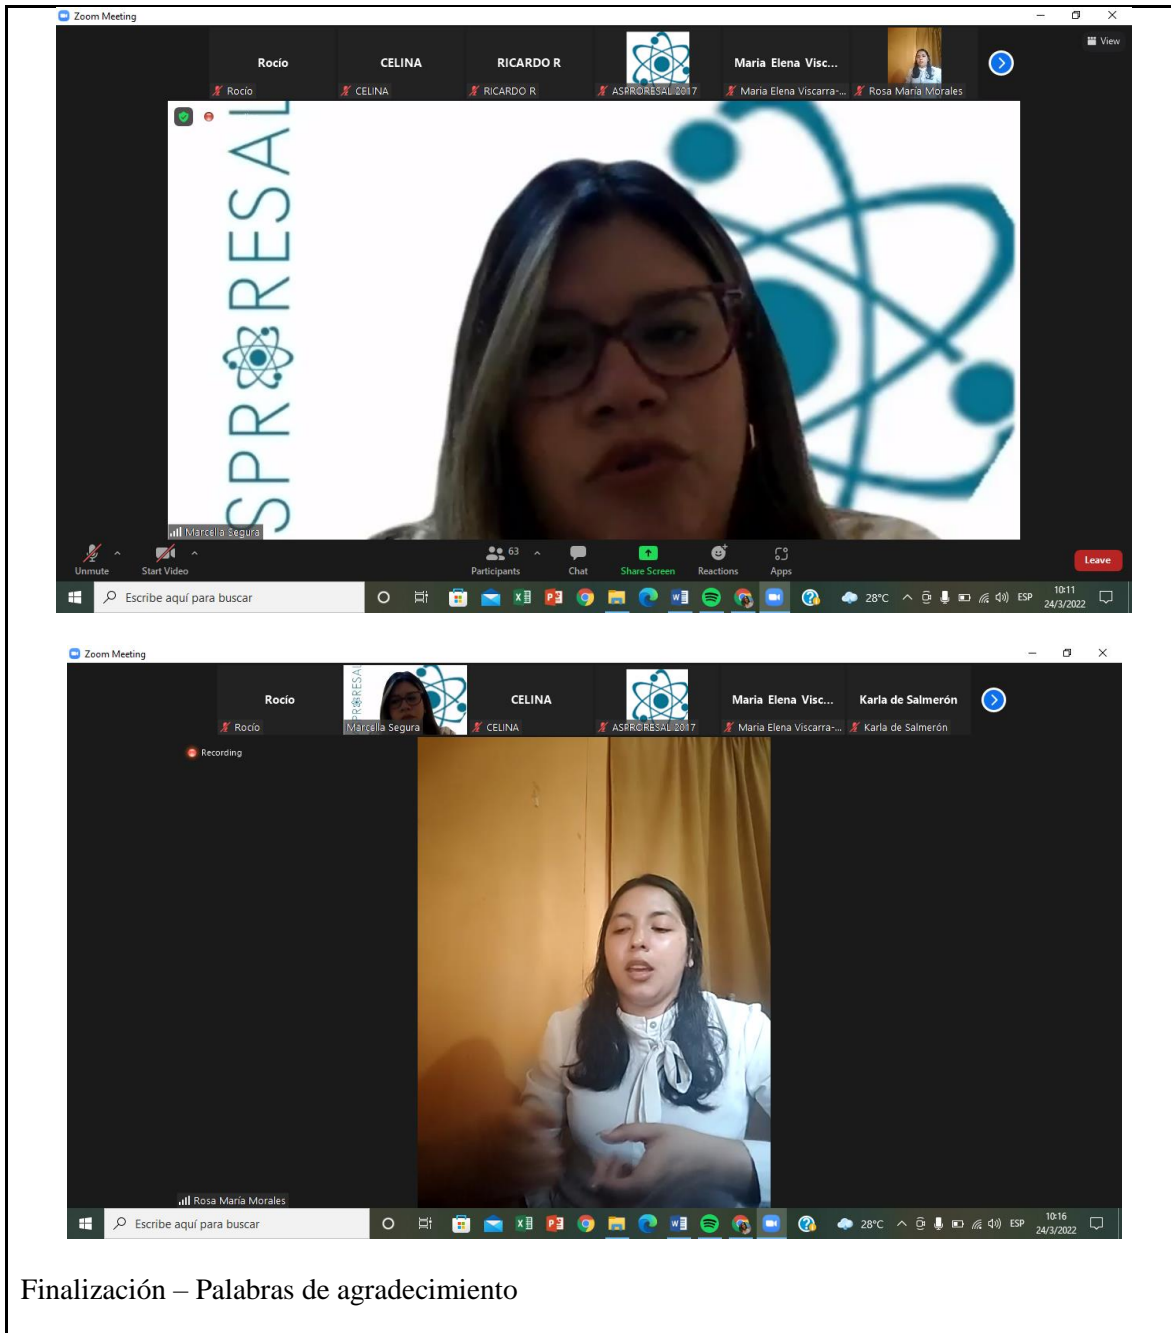 Zoom Meeting
View
Rocío CELINA RICARDO R Maria Elena Visc...
Rocío CELINA RICARDO R ASPRORESAL 2017 Maria Elena Viscarra-... Rosa María Morales
SPRORESAL
Marcella Segura
63
Unmute Start Video Participants Chat Share Screen Reactions Apps Leave
Escribe aquí para buscar 28°C ESP 10:11
24/3/2022
Zoom Meeting
Rocío CELINA Maria Elena Visc... Karla de Salmerón
PRORESAL
Rocío Marcella Segura CELINA ASPRORESAL 2017 Maria Elena Viscarra-... Karla de Salmerón
Recording
Rosa María Morales
Escribe aquí para buscar 28°C ESP 10:16
24/3/2022
Finalización – Palabras de agradecimiento